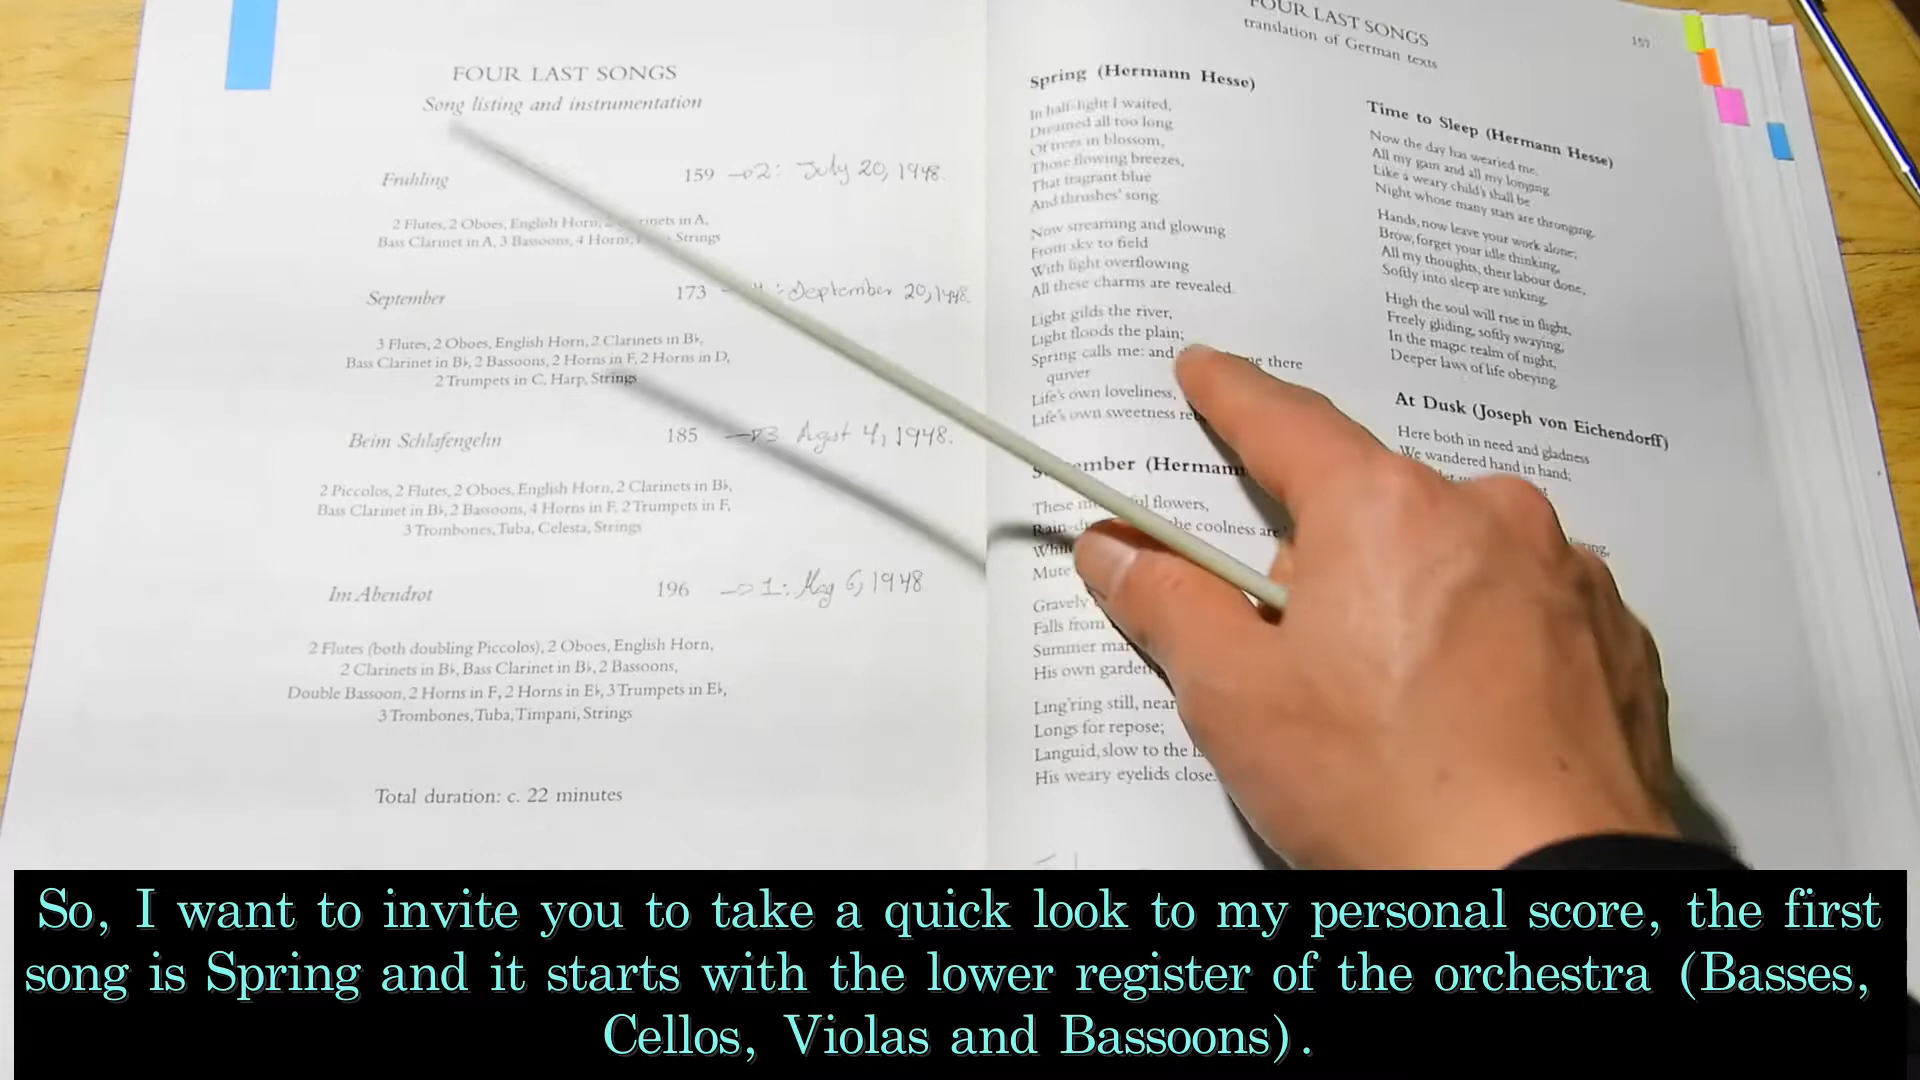 FOUR LAST SONGS
Song listing and instrumentation
Frühling 159 → 2: July 20, 1948.
2 Flutes, 2 Oboes, English Horn, 2 in A,
Bass Clarinet in A, 3 Bassoons, 4 Horns, Strings
September 173 September 20, 1948.
3 Flutes, 2 Oboes, English Horn, 2 Clarinets in B♭,
Bass Clarinet in B♭, 2 Bassoons, 2 Horns in F, 2 Horns in D,
2 Trumpets in C, Harp, Strings
Beim Schlafengehn 185 → 3 Agust 4, 1948.
2 Piccolos, 2 Flutes, 2 Oboes, English Horn, 2 Clarinets in B♭,
Bass Clarinet in B♭, 2 Bassoons, 4 Horns in F, 2 Trumpets in F,
3 Trombones, Tuba, Celesta, Strings
Im Abendrot 196 → 1: May 6, 1948
2 Flutes (both doubling Piccolos), 2 Oboes, English Horn,
2 Clarinets in B♭, Bass Clarinet in B♭, 2 Bassoons,
Double Bassoon, 2 Horns in F, 2 Horns in E♭, 3 Trumpets in E♭,
3 Trombones, Tuba, Timpani, Strings
Total duration: c. 22 minutes
FOUR LAST SONGS
translation of German texts
157
Spring (Hermann Hesse)
In half-light I waited,
Dreamed all too long
Of trees in blossom,
Those flowing breezes,
That fragrant blue
And thrushes' song.
Now streaming and glowing
From sky to field
With light overflowing
All these charms are revealed.
Light gilds the river,
Light floods the plain;
Spring calls me: and there
quiver
Life's own loveliness,
Life's own sweetness
(Hermann
These flowers,
the coolness are
Mute
Gravely
Falls from
Summer
His own garden
Ling'ring still, near
Longs for repose;
Languid, slow to the
His weary eyelids close.
Time to Sleep (Hermann Hesse)
Now the day has wearied me,
All my gain and all my longing
Like a weary child's shall be
Night whose many stars are thronging.
Hands, now leave your work alone;
Brow, forget your idle thinking,
All my thoughts, their labour done,
Softly into sleep are sinking.
High the soul will rise in flight,
Freely gliding, softly swaying,
In the magic realm of night,
Deeper laws of life obeying.
At Dusk (Joseph von Eichendorff)
Here both in need and gladness
We wandered hand in hand;
So, I want to invite you to take a quick look to my personal score, the first
song is Spring and it starts with the lower register of the orchestra (Basses,
Cellos, Violas and Bassoons).